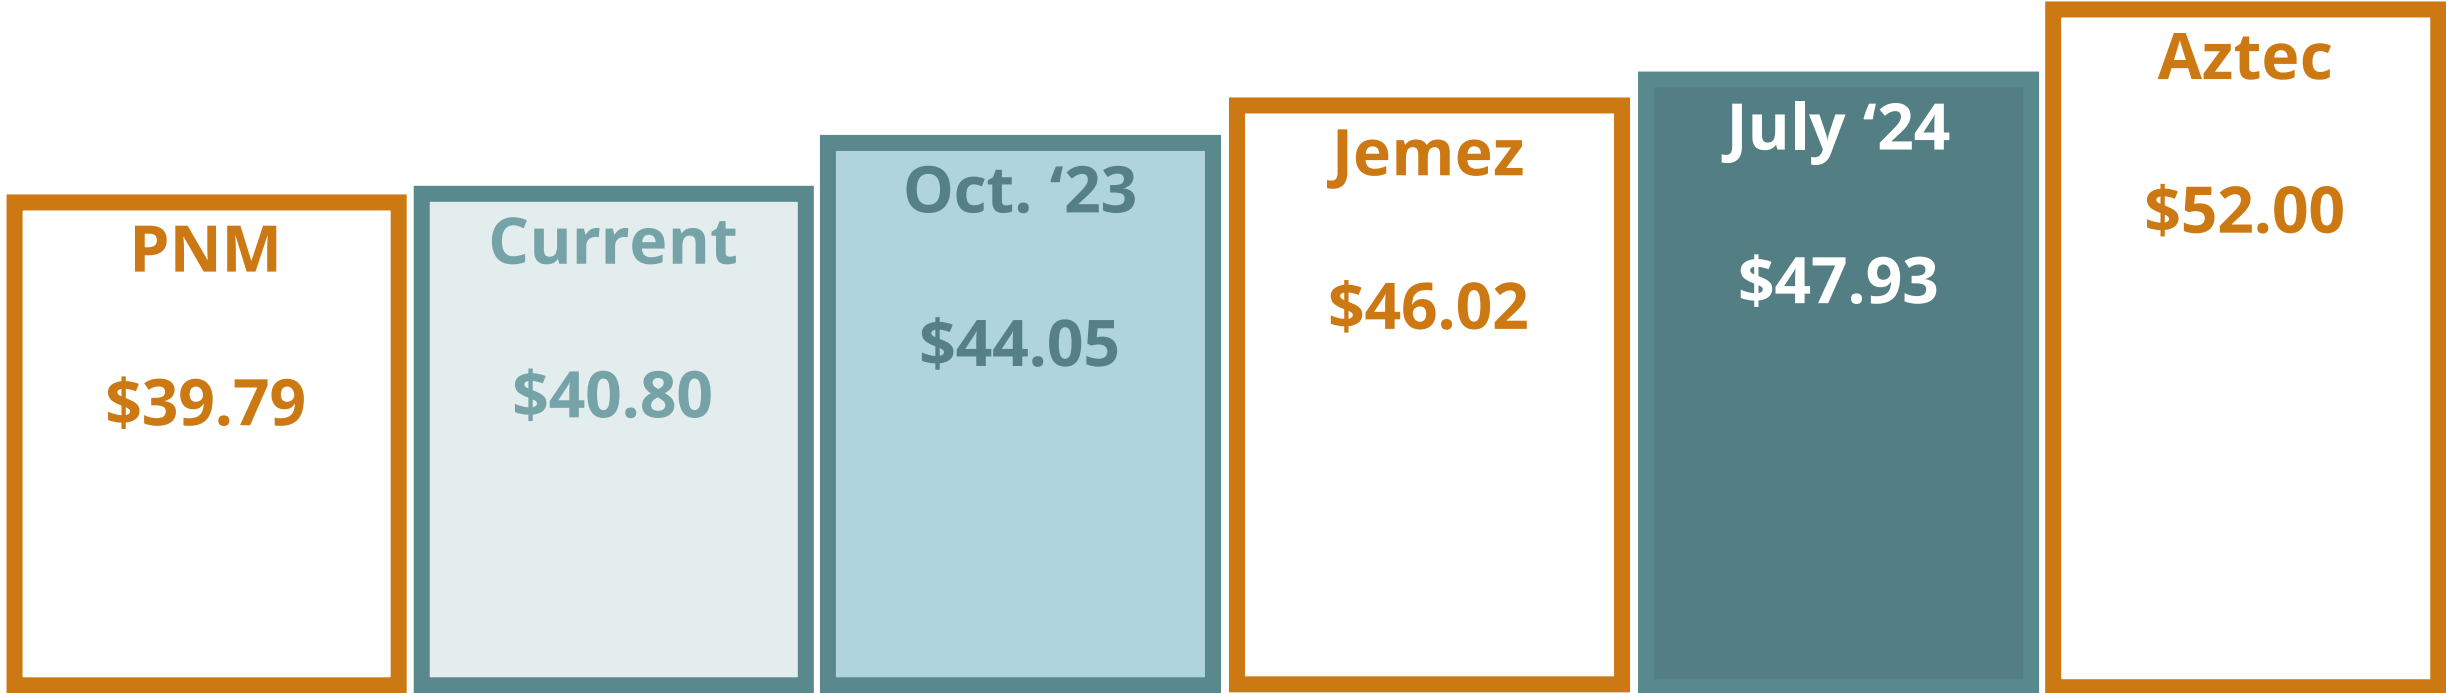 PNM
$39.79
Current
$40.80
Oct. ‘23
$44.05
Jemez
$46.02
July ‘24
$47.93
Aztec
$52.00